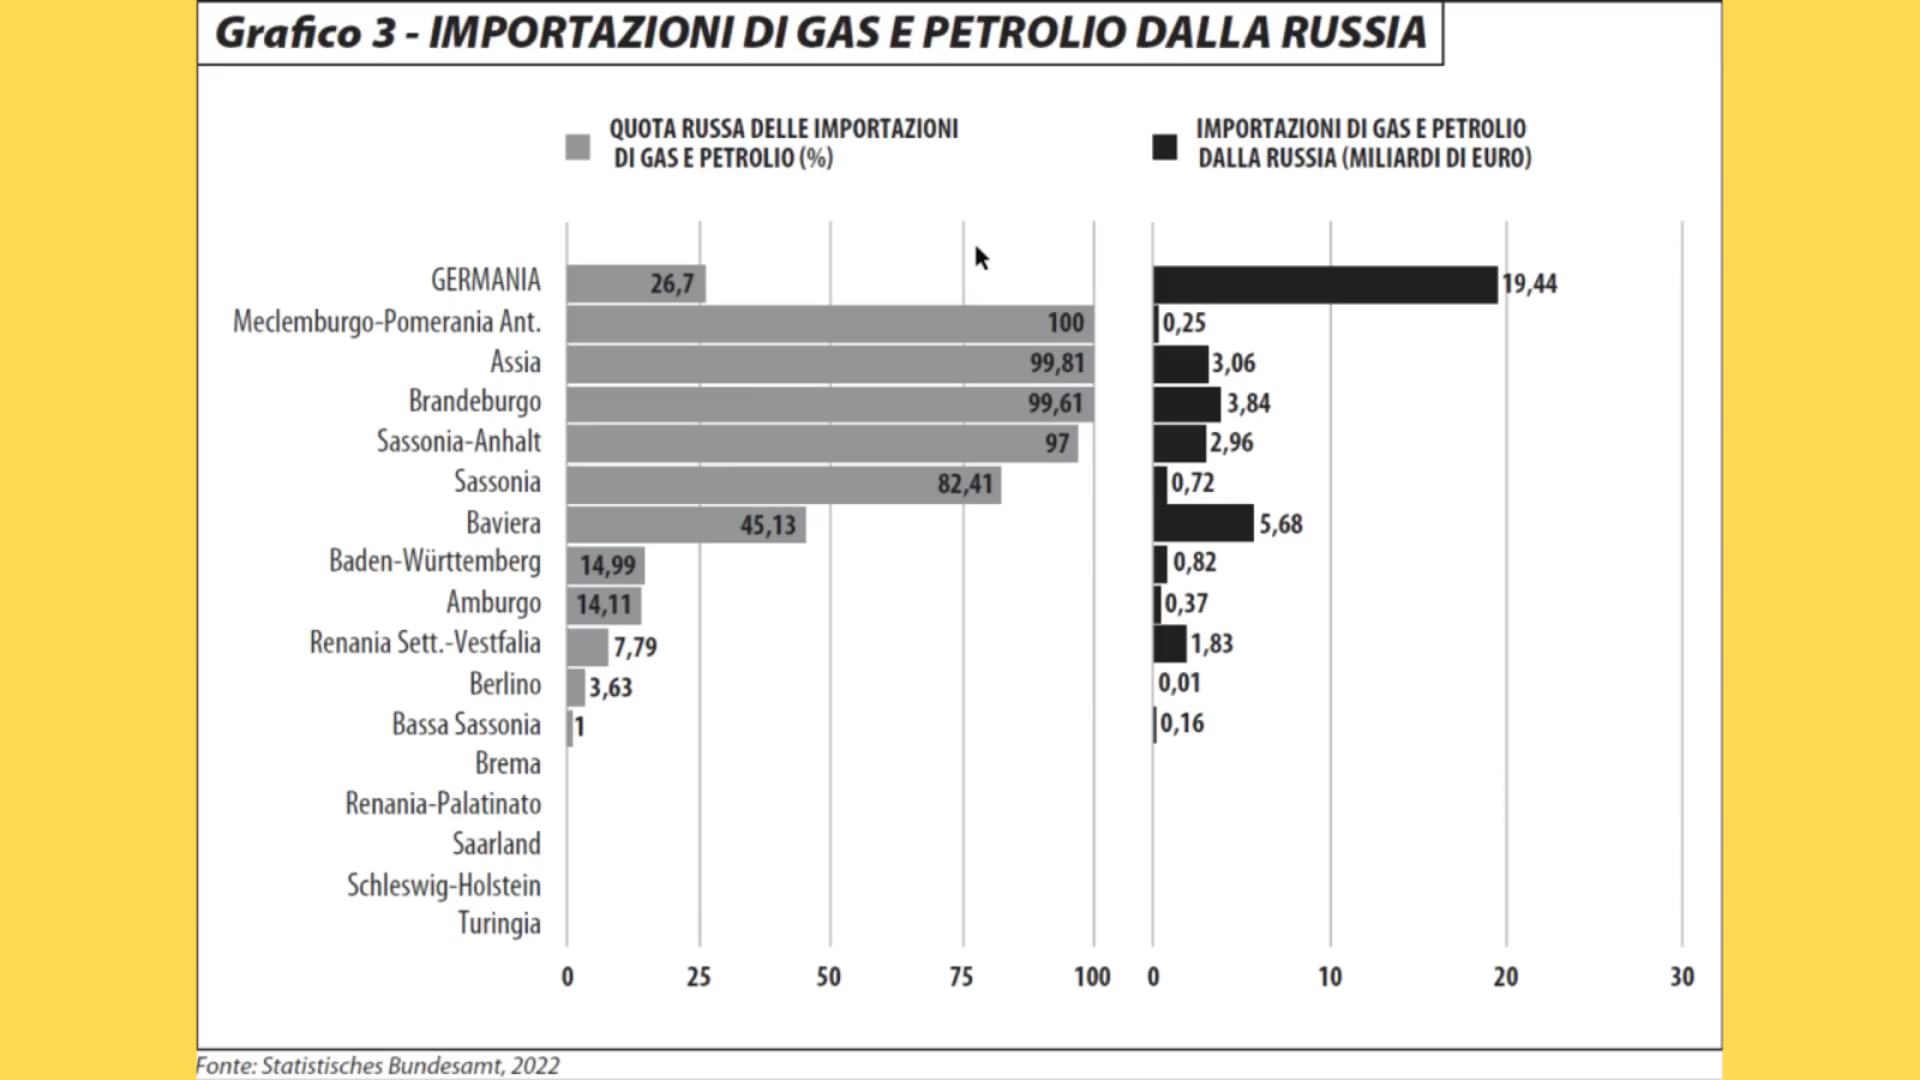 Grafico 3 - IMPORTAZIONI DI GAS E PETROLIO DALLA RUSSIA
QUOTA RUSSA DELLE IMPORTAZIONI
DI GAS E PETROLIO (%)
IMPORTAZIONI DI GAS E PETROLIO
DALLA RUSSIA (MILIARDI DI EURO)
GERMANIA 26,7 19,44
Meclemburgo-Pomerania Ant. 100 0,25
Assia 99,81 3,06
Brandeburgo 99,61 3,84
Sassonia-Anhalt 97 2,96
Sassonia 82,41 0,72
Baviera 45,13 5,68
Baden-Württemberg 14,99 0,82
Amburgo 14,11 0,37
Renania Sett.-Vestfalia 7,79 1,83
Berlino 3,63 0,01
Bassa Sassonia 1 0,16
Brema
Renania-Palatinato
Saarland
Schleswig-Holstein
Turingia
0 25 50 75 100 0 10 20 30
Fonte: Statistisches Bundesamt, 2022